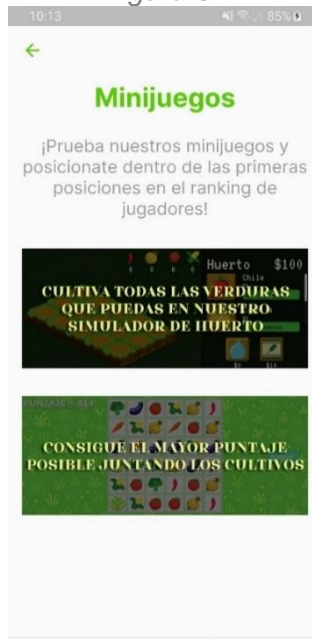 10:13 85%
Minijuegos
¡Prueba nuestros minijuegos y
posicionate dentro de las primeras
posiciones en el ranking de
jugadores!
Huerto $100
Chile
CULTIVA TODAS LAS VERDURAS
QUE PUEDAS EN NUESTRO
SIMULADOR DE HUERTO
CONSIGUE EL MAYOR PUNTAJE
POSIBLE JUNTANDO LOS CULTIVOS